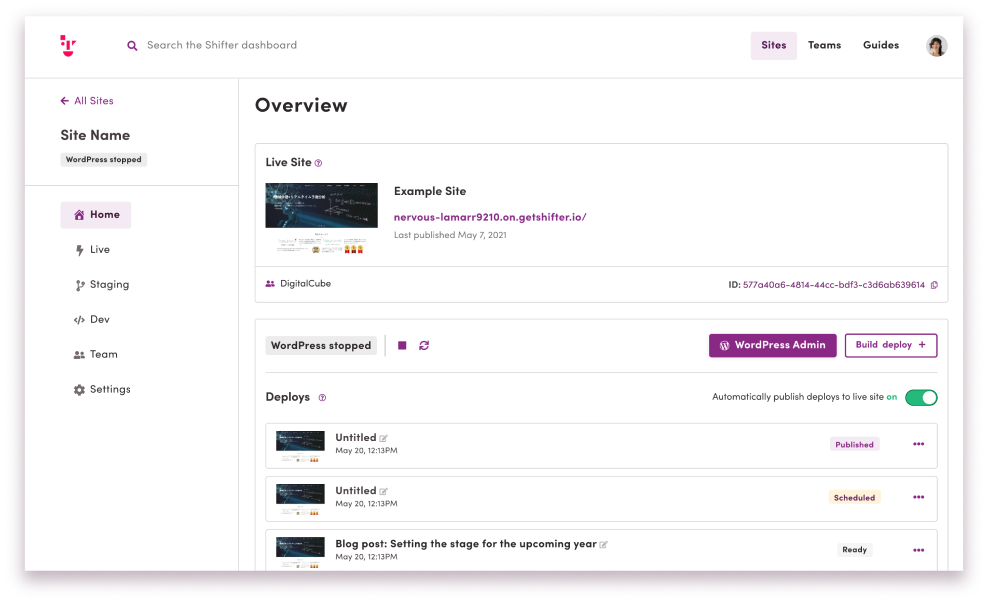 Search the Shifter dashboard
Sites
Teams
Guides
All Sites
Site Name
WordPress stopped
Home
Live
Staging
Dev
Team
Settings
Overview
Live Site
Example Site
nervous-lamarr9210.on.getshifter.io/
Last published May 7, 2021
DigitalCube
ID: 577a40a6-4814-44cc-bdf3-c3d6ab639614
WordPress stopped
WordPress Admin
Build deploy +
Deploys
Automatically publish deploys to live site on
Untitled
May 20, 12:13PM
Published
Untitled
May 20, 12:13PM
Scheduled
Blog post: Setting the stage for the upcoming year
May 20, 12:13PM
Ready